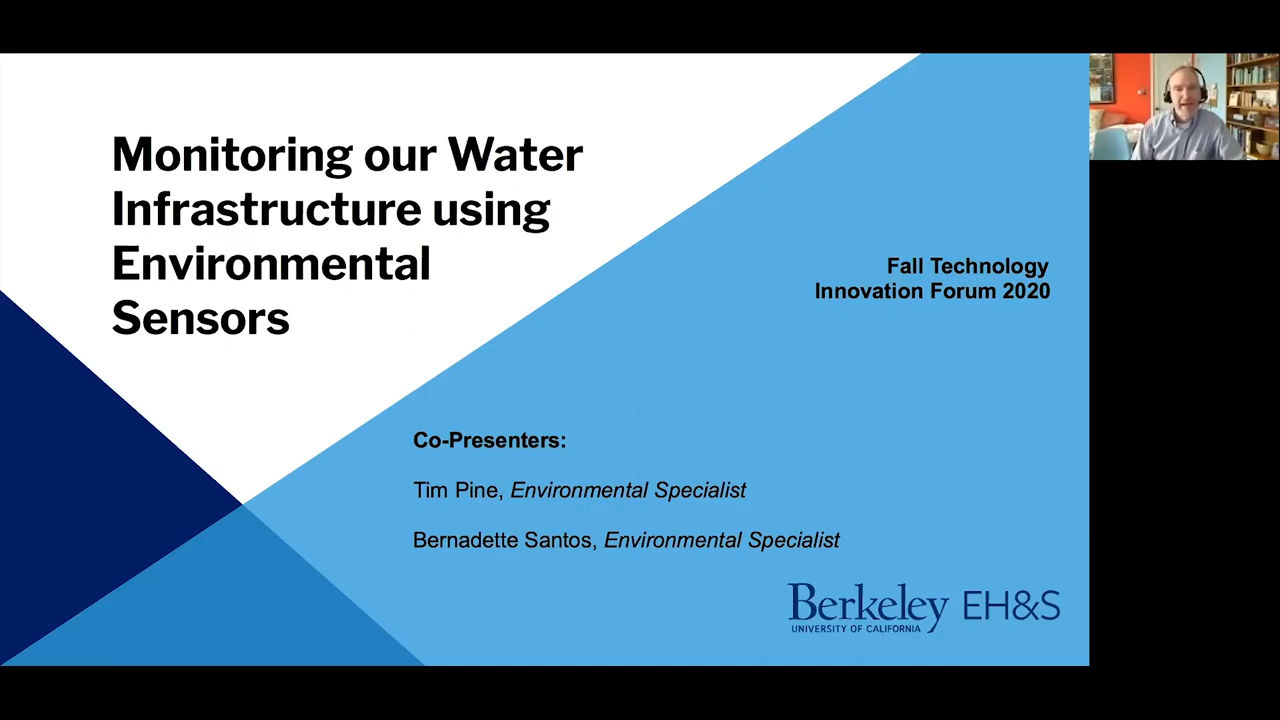 Monitoring our Water
Infrastructure using
Environmental
Sensors
Fall Technology
Innovation Forum 2020
Co-Presenters:
Tim Pine, Environmental Specialist
Bernadette Santos, Environmental Specialist
Berkeley EH&S
UNIVERSITY OF CALIFORNIA